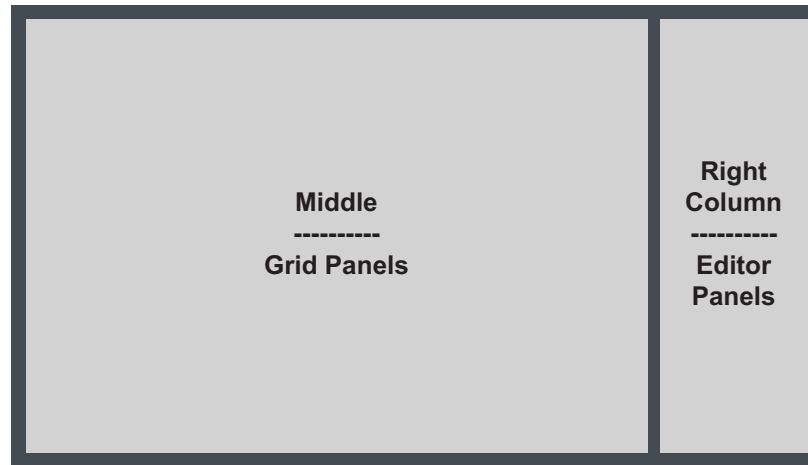 Middle
----------
Grid Panels
Right
Column
----------
Editor
Panels